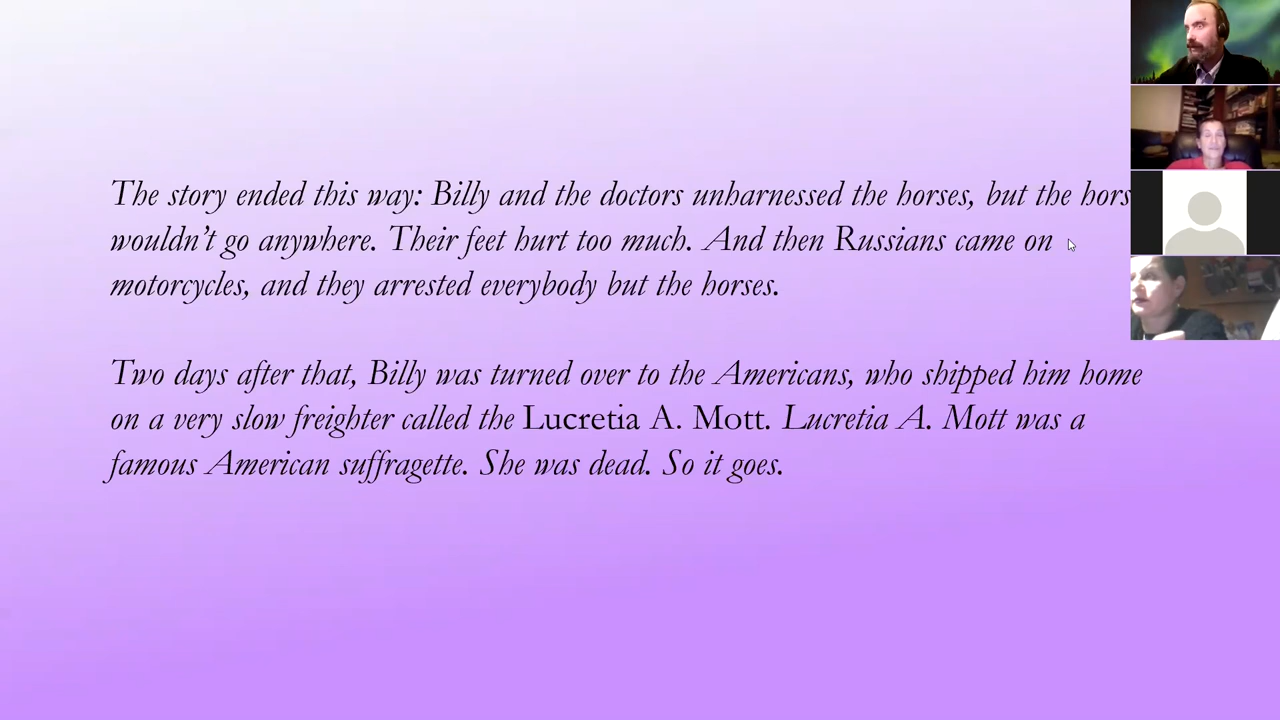 The story ended this way: Billy and the doctors unharnessed the horses, but the hors
wouldn’t go anywhere. Their feet hurt too much. And then Russians came on
motorcycles, and they arrested everybody but the horses.
Two days after that, Billy was turned over to the Americans, who shipped him home
on a very slow freighter called the Lucretia A. Mott. Lucretia A. Mott was a
famous American suffragette. She was dead. So it goes.